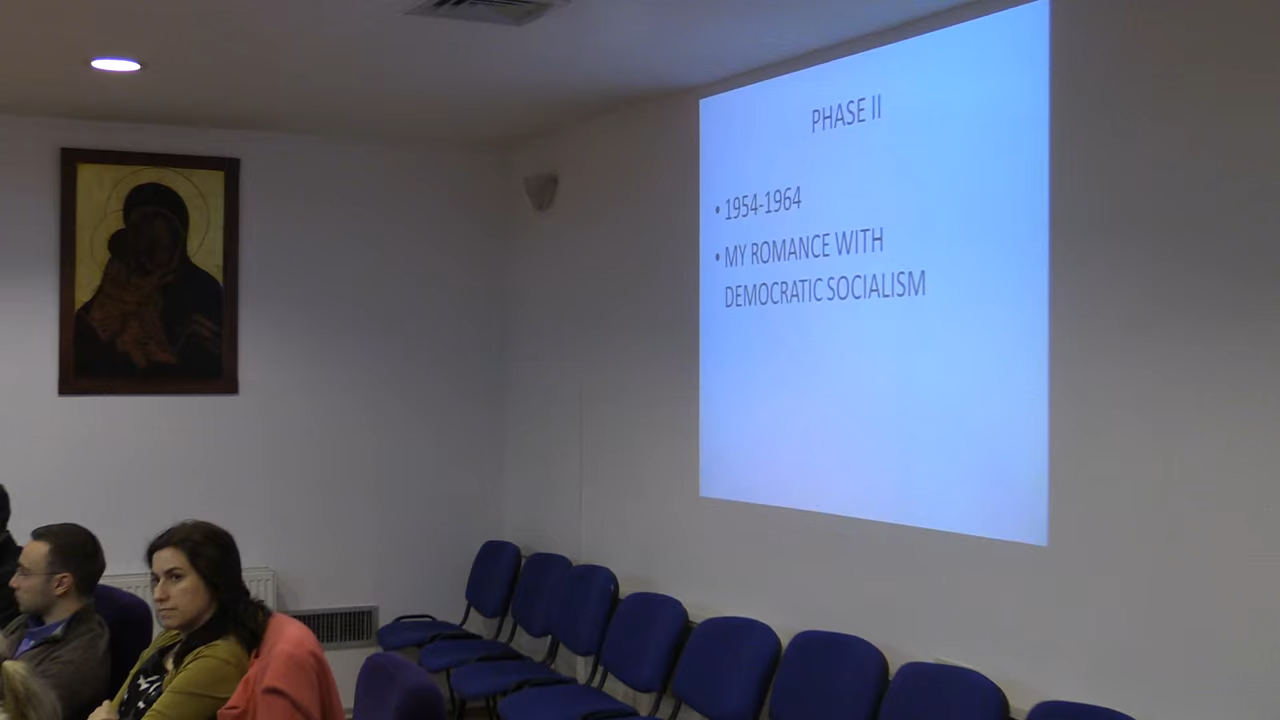 PHASE II
• 1954-1964
• MY ROMANCE WITH
DEMOCRATIC SOCIALISM